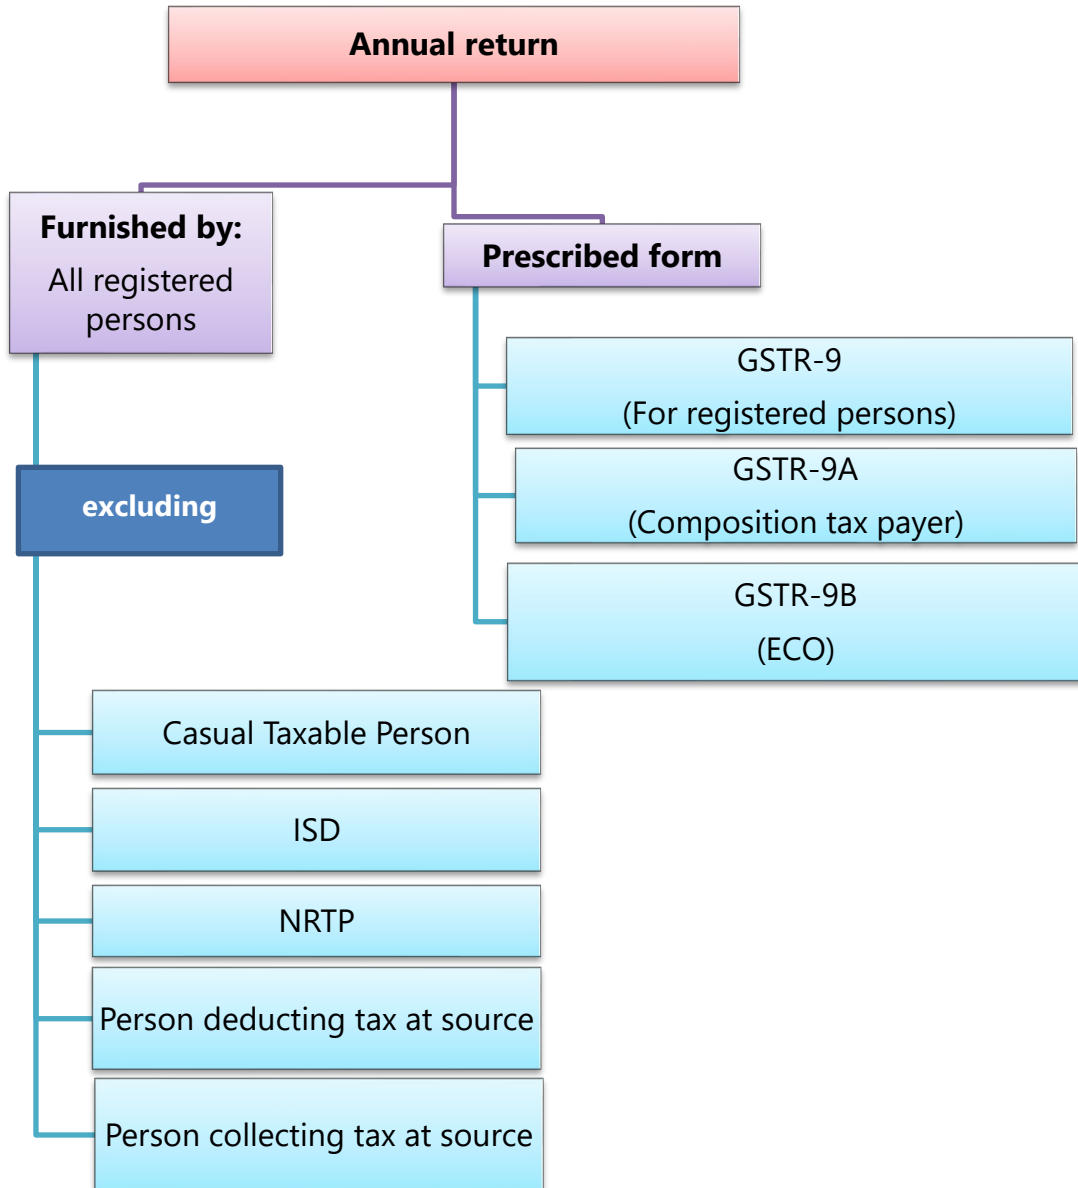 Annual return
Furnished by:
All registered
persons
excluding
Casual Taxable Person
ISD
NRTP
Person deducting tax at source
Person collecting tax at source
Prescribed form
GSTR-9
(For registered persons)
GSTR-9A
(Composition tax payer)
GSTR-9B
(ECO)